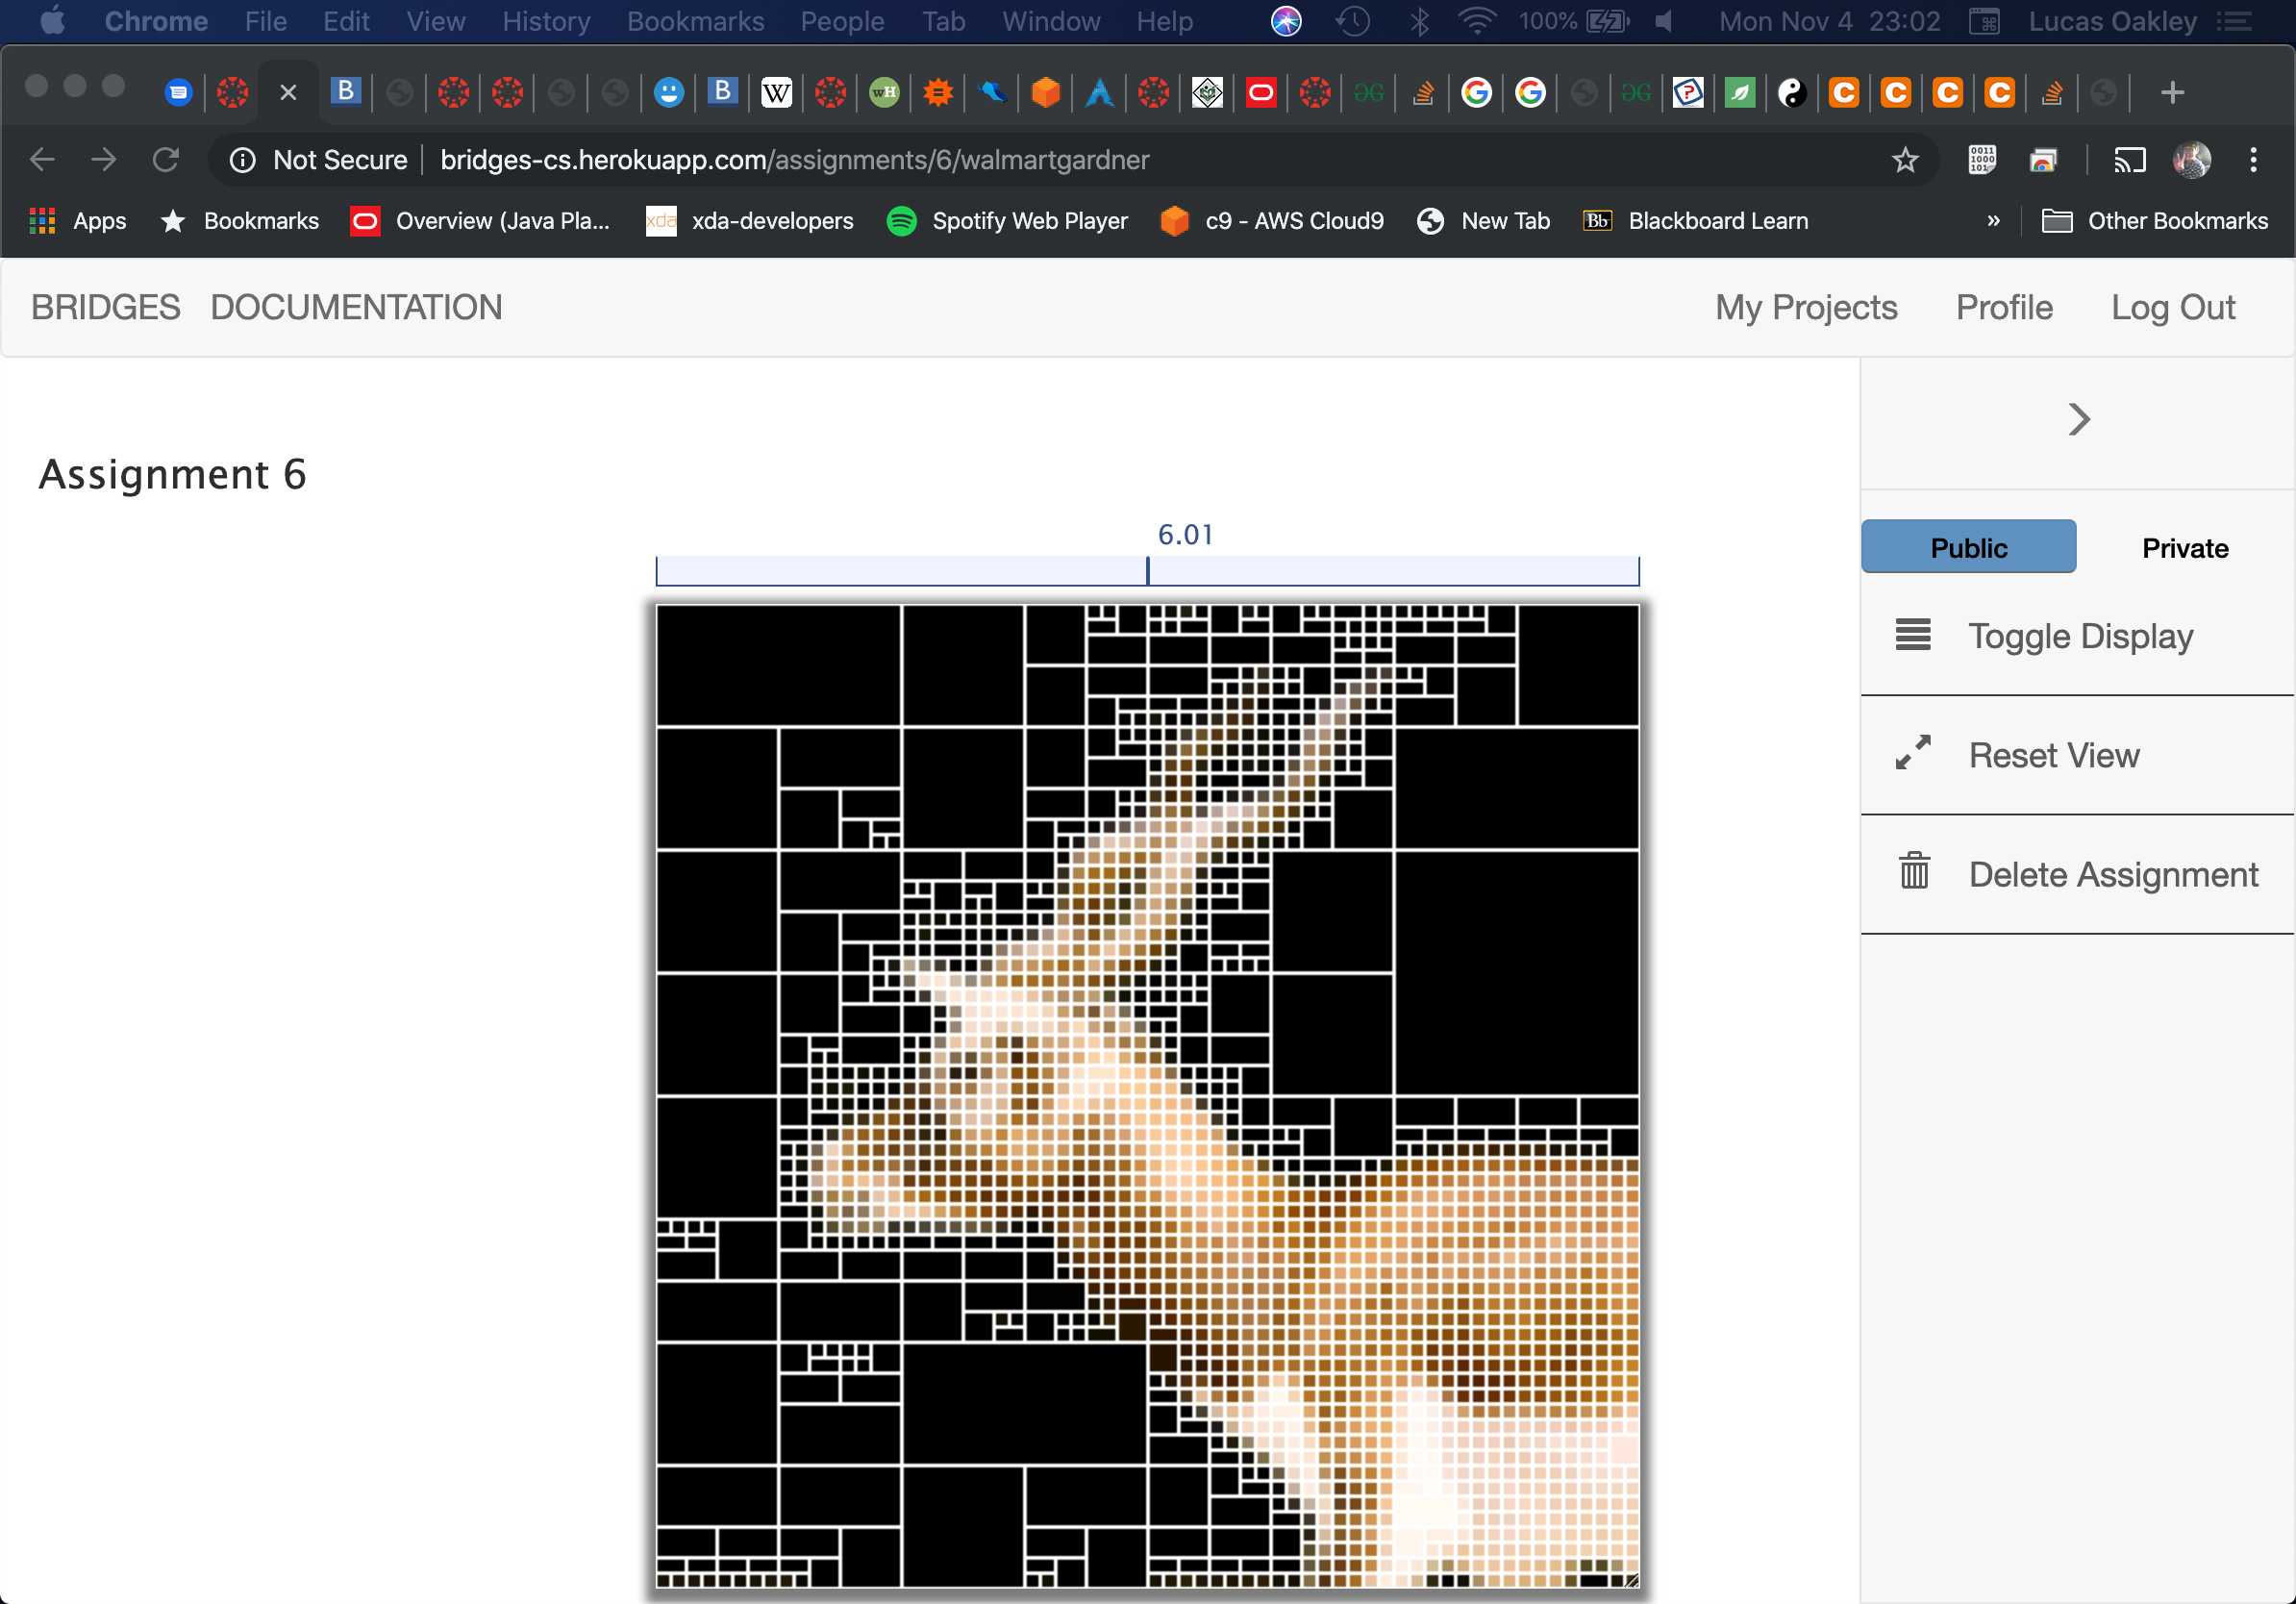 Chrome File Edit View History Bookmarks People Tab Window Help 100% Mon Nov 4 23:02 Lucas Oakley
Not Secure bridges-cs.herokuapp.com/assignments/6/walmartgardner
Apps Bookmarks Overview (Java Pla... xda-developers Spotify Web Player c9 - AWS Cloud9 New Tab Bb Blackboard Learn » Other Bookmarks
BRIDGES DOCUMENTATION My Projects Profile Log Out
Assignment 6
6.01
Public Private
Toggle Display
Reset View
Delete Assignment